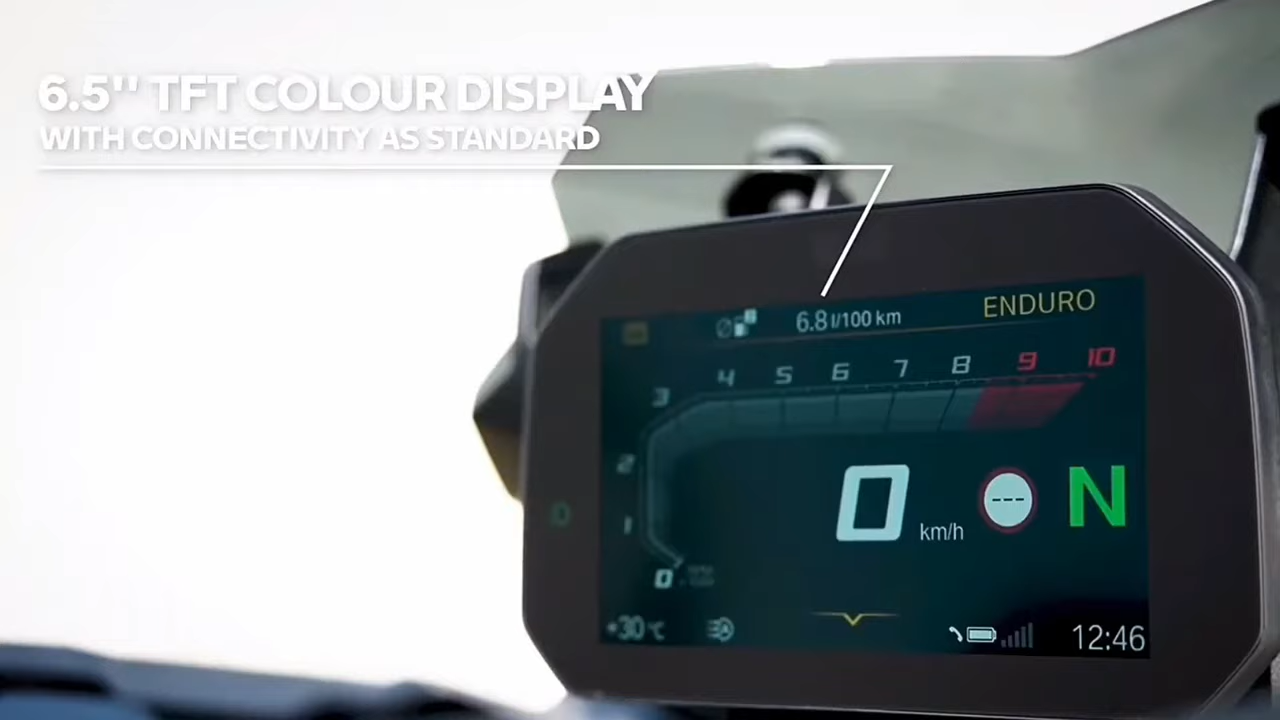 6.5'' TFT COLOUR DISPLAY
WITH CONNECTIVITY AS STANDARD
6.8 l/100 km
ENDURO
3 4 5 6 7 8 9 10
2
1
0 km/h --- N
0
+30 °C
12:46